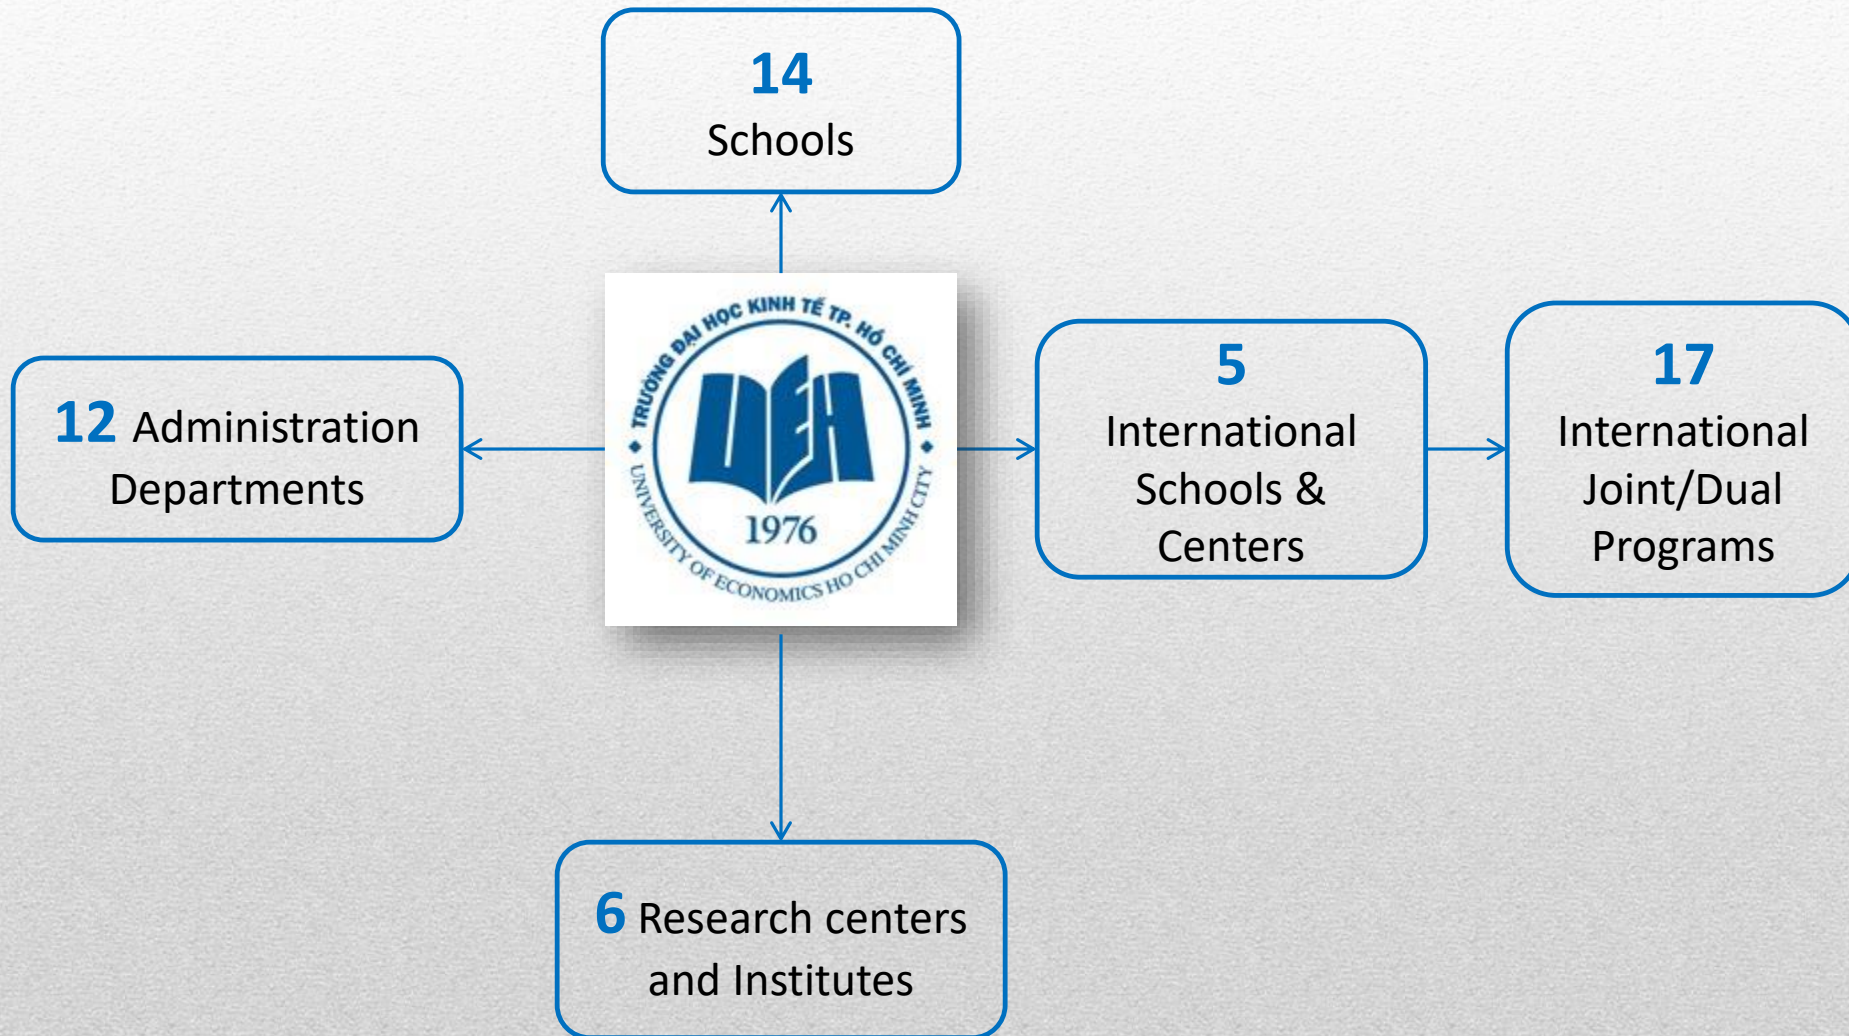 14
Schools
TRƯỜNG ĐẠI HỌC KINH TẾ TP. HỒ CHÍ MINH
UEH
1976
UNIVERSITY OF ECONOMICS HO CHI MINH CITY
12 Administration
Departments
5
International
Schools &
Centers
17
International
Joint/Dual
Programs
6 Research centers
and Institutes